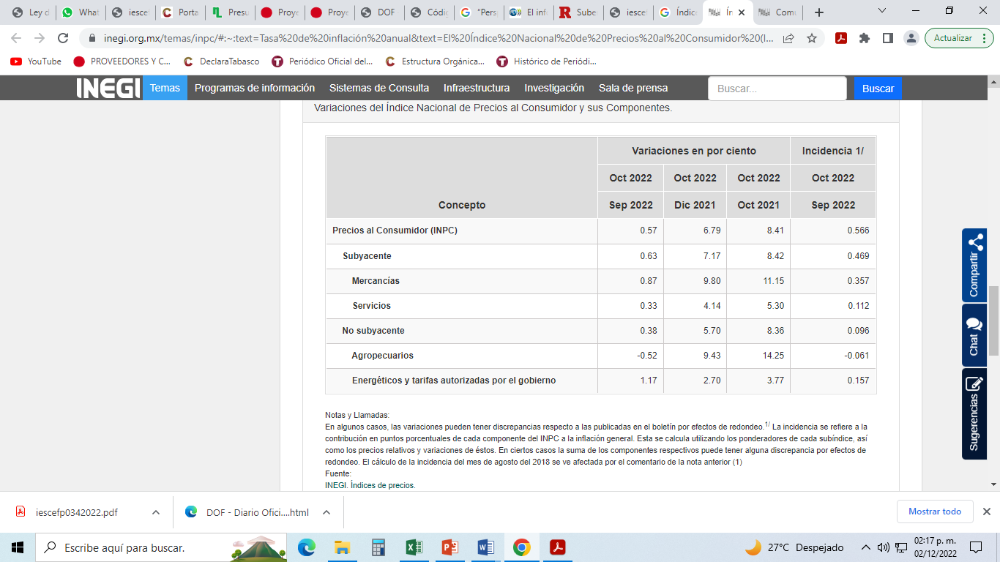 Ley d
What
iescef
Porta
Presu
Proye
Proye
DOF
Códig
"Pers
El inf
Subej
iescef
Índice
Ín
Comu
inegi.org.mx/temas/inpc/#:~:text=Tasa%20de%20inflación%20anual&text=El%20Índice%20Nacional%20de%20Precios%20al%20Consumidor%20(I...
Actualizar
YouTube
PROVEEDORES Y C...
DeclaraTabasco
Periódico Oficial del...
Estructura Orgánica...
Histórico de Periódi...
INEGI Temas Programas de información Sistemas de Consulta Infraestructura Investigación Sala de prensa Buscar... Buscar
Variaciones del Índice Nacional de Precios al Consumidor y sus Componentes.
Variaciones en por ciento Incidencia 1/
Oct 2022 Oct 2022 Oct 2022 Oct 2022
Concepto Sep 2022 Dic 2021 Oct 2021 Sep 2022
Precios al Consumidor (INPC) 0.57 6.79 8.41 0.566
Subyacente 0.63 7.17 8.42 0.469
Mercancías 0.87 9.80 11.15 0.357
Servicios 0.33 4.14 5.30 0.112
No subyacente 0.38 5.70 8.36 0.096
Agropecuarios -0.52 9.43 14.25 -0.061
Energéticos y tarifas autorizadas por el gobierno 1.17 2.70 3.77 0.157
Compartir
Chat
Sugerencias
Notas y Llamadas:
En algunos casos, las variaciones pueden tener discrepancias respecto a las publicadas en el boletín por efectos de redondeo.1/ La incidencia se refiere a la
contribución en puntos porcentuales de cada componente del INPC a la inflación general. Esta se calcula utilizando los ponderadores de cada subíndice, así
como los precios relativos y variaciones de éstos. En ciertos casos la suma de los componentes respectivos puede tener alguna discrepancia por efectos de
redondeo. El cálculo de la incidencia del mes de agosto del 2018 se ve afectada por el comentario de la nota anterior (1)
Fuente:
INEGI. Índices de precios.
iescefp0342022.pdf
DOF - Diario Ofici....html
Mostrar todo
Escribe aquí para buscar.
27°C Despejado
02:17 p. m.
02/12/2022